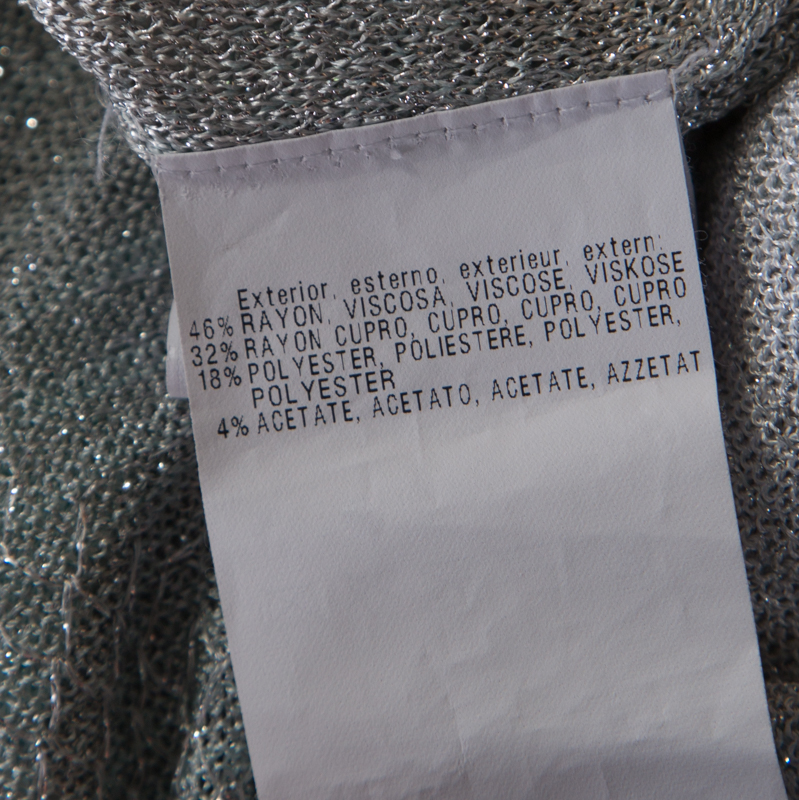 Exterior, esterno, exterieur, extern:
46% RAYON, VISCOSA, VISCOSE, VISKOSE
32% RAYON CUPRO, CUPRO, CUPRO, CUPRO
18% POLYESTER, POLIESTERE, POLYESTER,
POLYESTER
4% ACETATE, ACETATO, ACETATE, AZZETAT